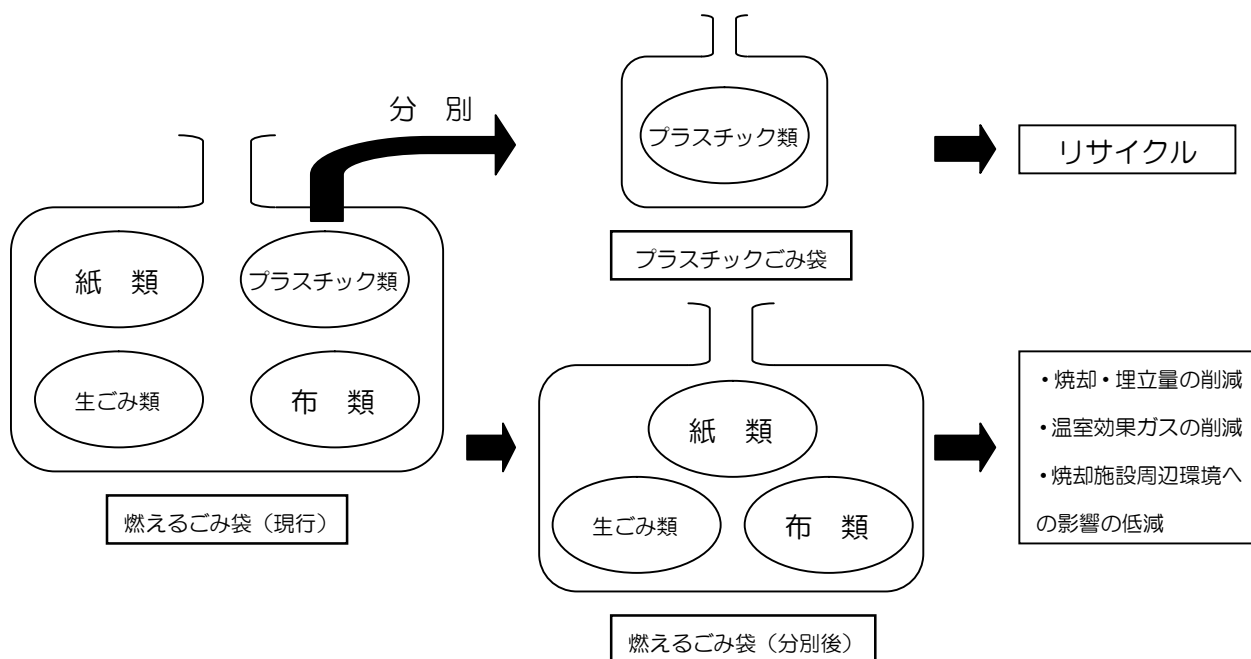 分　別
プラスチック類
リサイクル
プラスチックごみ袋
紙　類
プラスチック類
生ごみ類
布　類
燃えるごみ袋（現行）
紙　類
生ごみ類
布　類
燃えるごみ袋（分別後）
・焼却・埋立量の削減
・温室効果ガスの削減
・焼却施設周辺環境へ
の影響の低減